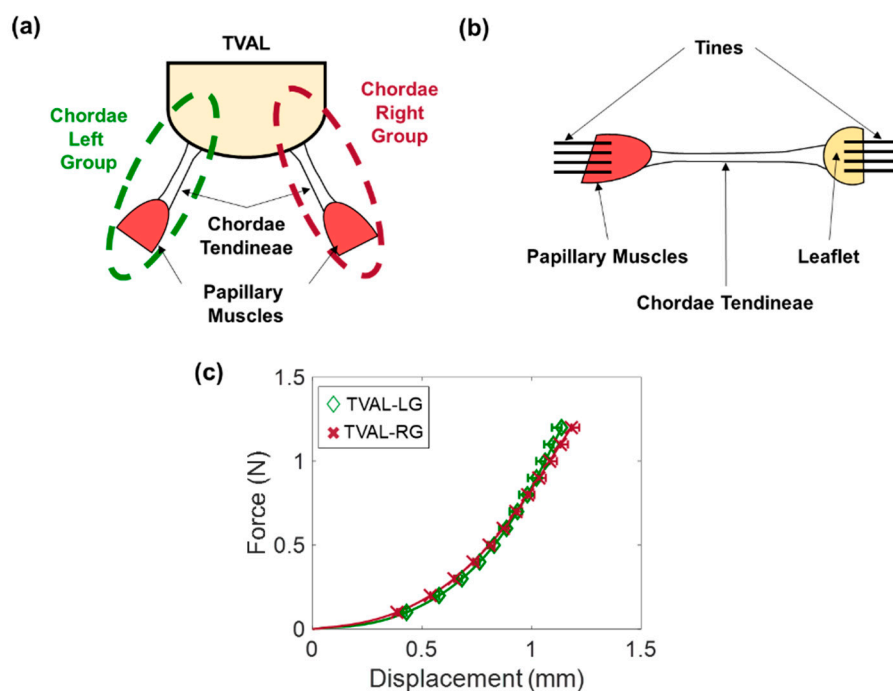 (a)
TVAL
Chordae
Left
Group
Chordae
Right
Group
Chordae
Tendineae
Papillary
Muscles
(b)
Tines
Papillary Muscles
Leaflet
Chordae Tendineae
(c)
TVAL-LG
TVAL-RG
Force (N)
1.5
1
0.5
0
0
0.5
1
1.5
Displacement (mm)